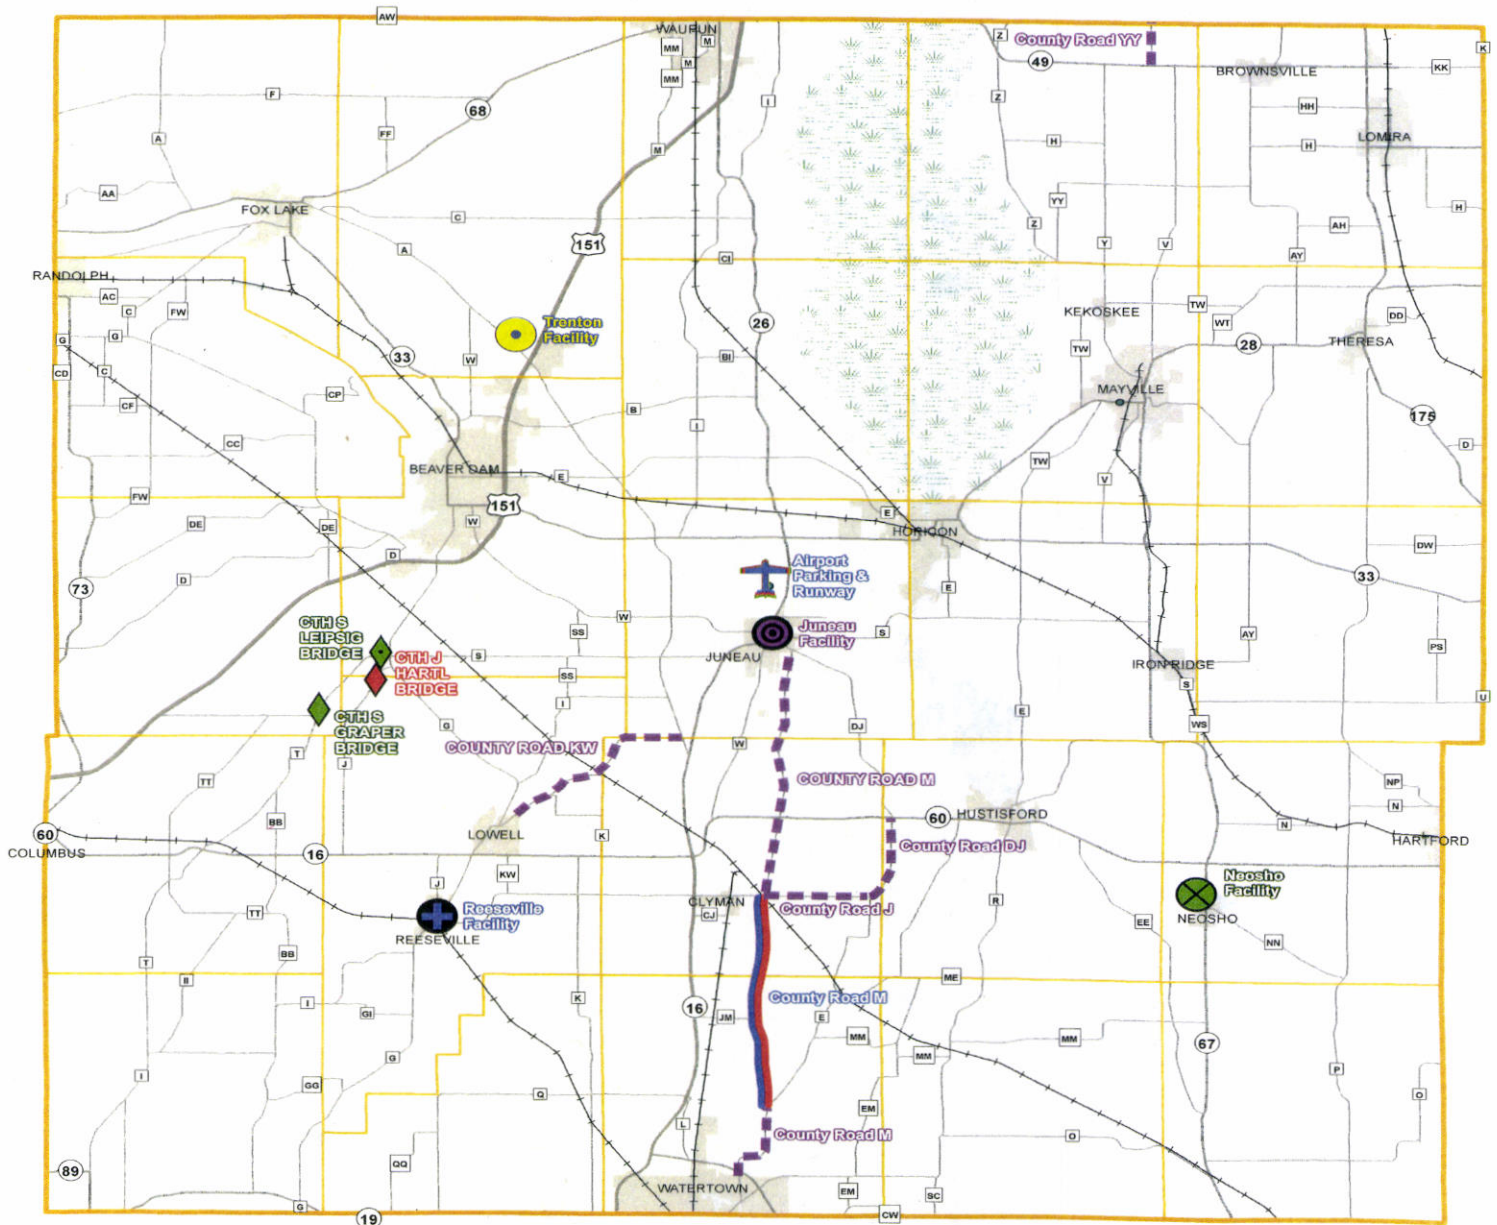 AW
WAUPUN
M
MM
M
MM
Z
County Road YY
49
K
BROWNSVILLE
KK
F
68
Z
I
HH
A
FF
M
H
H
LOMIRA
AA
YY
H
FOX LAKE
C
Z
AH
151
A
Y
V
AY
CI
RANDOLPH
AC
C
FW
TW
KEKOSKEE
WT
DD
Trenton
Facility
26
G
G
33
W
BI
TW
28
THERESA
CD
C
CP
MAYVILLE
CF
B
175
CC
I
D
BEAVER DAM
E
TW
V
FW
151
DE
DE
W
E
HORICON
D
DW
Airport
Parking &
Runway
D
73
33
E
CTH S
LEIPSIG
BRIDGE
W
SS
Juneau
Facility
S
AY
PS
CTH J
HARTL
BRIDGE
S
JUNEAU
IRON RIDGE
SS
S
U
I
E
CTH S
GRAPER
BRIDGE
G
DJ
WS
COUNTY ROAD KW
W
T
J
TT
COUNTY ROAD M
NP
N
BB
60
HUSTISFORD
N
60
LOWELL
K
HARTFORD
COLUMBUS
16
County Road DJ
KW
J
Neosho
Facility
CLYMAN
R
TT
Reeseville
Facility
CJ
County Road J
NEOSHO
EE
REESEVILLE
NN
BB
T
II
ME
I
K
County Road M
GI
16
JM
E
MM
MM
MM
67
G
I
P
GG
Q
O
EM
L
County Road M
O
89
QQ
WATERTOWN
EM
SC
G
19
CW